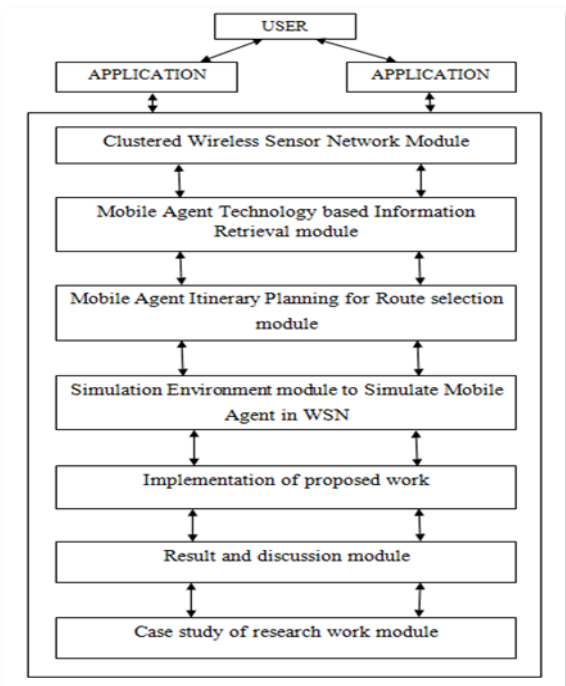 USER
APPLICATION
APPLICATION
Clustered Wireless Sensor Network Module
Mobile Agent Technology based Information
Retrieval module
Mobile Agent Itinerary Planning for Route selection
module
Simulation Environment module to Simulate Mobile
Agent in WSN
Implementation of proposed work
Result and discussion module
Case study of research work module